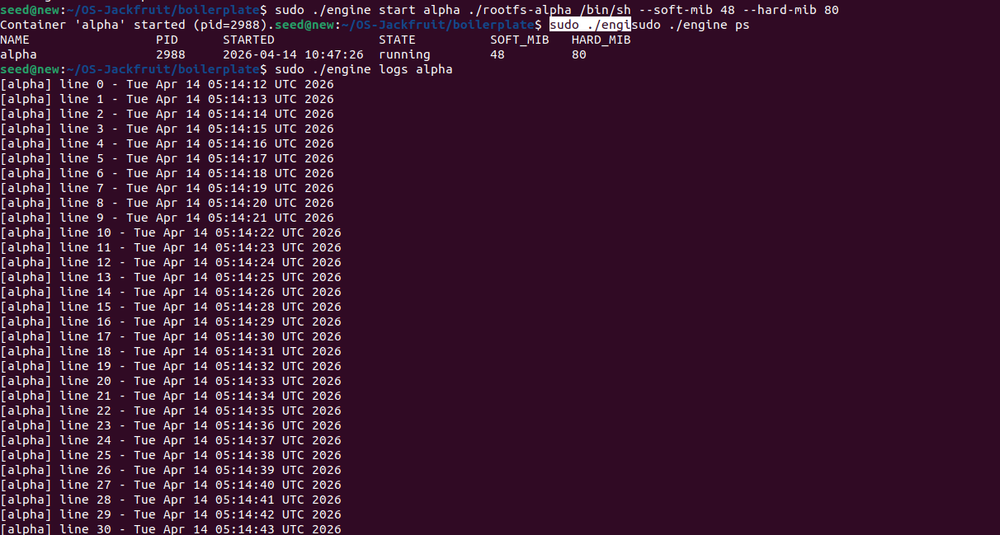 seed@new:~/OS-Jackfruit/boilerplate$ sudo ./engine start alpha ./rootfs-alpha /bin/sh --soft-mib 48 --hard-mib 80
Container 'alpha' started (pid=2988).seed@new:~/OS-Jackfruit/boilerplate$ sudo ./engisudo ./engine ps
NAME                 PID      STARTED              STATE          SOFT_MIB   HARD_MIB
alpha                2988     2026-04-14 10:47:26  running        48         80
seed@new:~/OS-Jackfruit/boilerplate$ sudo ./engine logs alpha
[alpha] line 0 - Tue Apr 14 05:14:12 UTC 2026
[alpha] line 1 - Tue Apr 14 05:14:13 UTC 2026
[alpha] line 2 - Tue Apr 14 05:14:14 UTC 2026
[alpha] line 3 - Tue Apr 14 05:14:15 UTC 2026
[alpha] line 4 - Tue Apr 14 05:14:16 UTC 2026
[alpha] line 5 - Tue Apr 14 05:14:17 UTC 2026
[alpha] line 6 - Tue Apr 14 05:14:18 UTC 2026
[alpha] line 7 - Tue Apr 14 05:14:19 UTC 2026
[alpha] line 8 - Tue Apr 14 05:14:20 UTC 2026
[alpha] line 9 - Tue Apr 14 05:14:21 UTC 2026
[alpha] line 10 - Tue Apr 14 05:14:22 UTC 2026
[alpha] line 11 - Tue Apr 14 05:14:23 UTC 2026
[alpha] line 12 - Tue Apr 14 05:14:24 UTC 2026
[alpha] line 13 - Tue Apr 14 05:14:25 UTC 2026
[alpha] line 14 - Tue Apr 14 05:14:26 UTC 2026
[alpha] line 15 - Tue Apr 14 05:14:28 UTC 2026
[alpha] line 16 - Tue Apr 14 05:14:29 UTC 2026
[alpha] line 17 - Tue Apr 14 05:14:30 UTC 2026
[alpha] line 18 - Tue Apr 14 05:14:31 UTC 2026
[alpha] line 19 - Tue Apr 14 05:14:32 UTC 2026
[alpha] line 20 - Tue Apr 14 05:14:33 UTC 2026
[alpha] line 21 - Tue Apr 14 05:14:34 UTC 2026
[alpha] line 22 - Tue Apr 14 05:14:35 UTC 2026
[alpha] line 23 - Tue Apr 14 05:14:36 UTC 2026
[alpha] line 24 - Tue Apr 14 05:14:37 UTC 2026
[alpha] line 25 - Tue Apr 14 05:14:38 UTC 2026
[alpha] line 26 - Tue Apr 14 05:14:39 UTC 2026
[alpha] line 27 - Tue Apr 14 05:14:40 UTC 2026
[alpha] line 28 - Tue Apr 14 05:14:41 UTC 2026
[alpha] line 29 - Tue Apr 14 05:14:42 UTC 2026
[alpha] line 30 - Tue Apr 14 05:14:43 UTC 2026